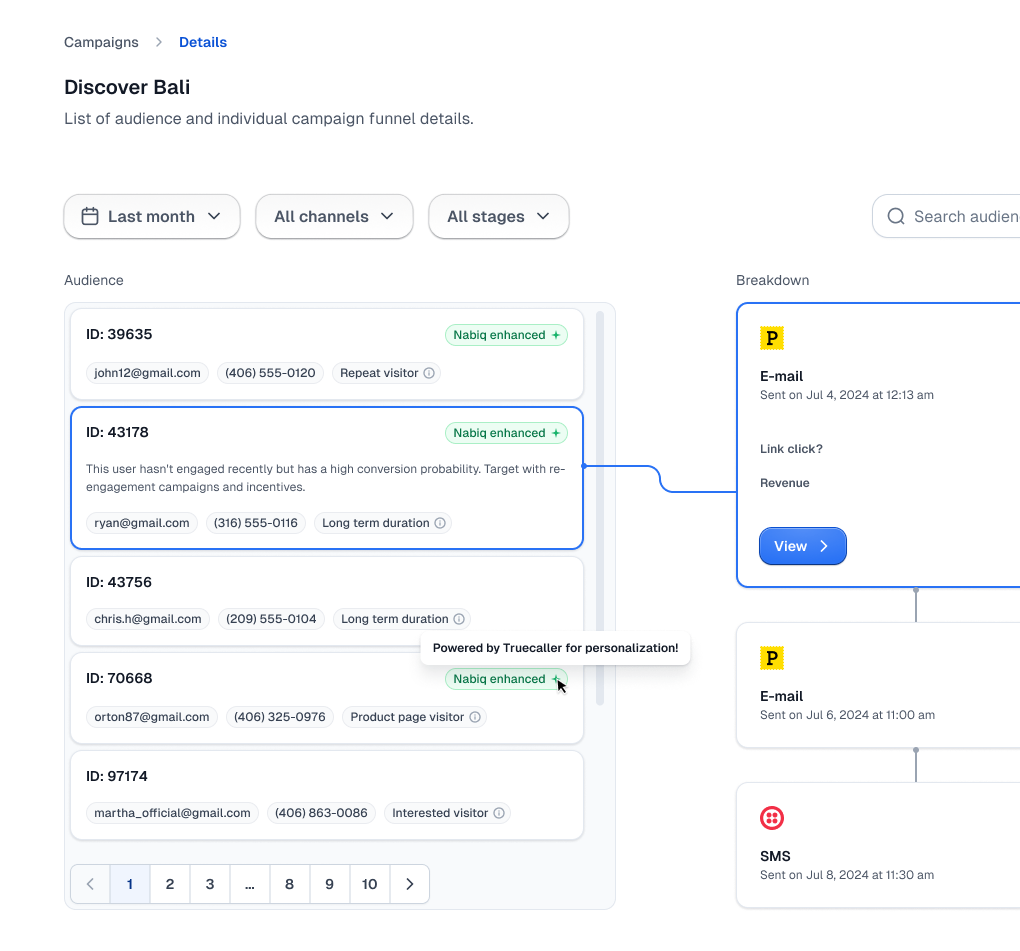 Campaigns
Details
Discover Bali
List of audience and individual campaign funnel details.
Last month
All channels
All stages
Search audien
Audience
ID: 39635
Nabiq enhanced
john12@gmail.com
(406) 555-0120
Repeat visitor
ID: 43178
Nabiq enhanced
This user hasn't engaged recently but has a high conversion probability. Target with re-
engagement campaigns and incentives.
ryan@gmail.com
(316) 555-0116
Long term duration
ID: 43756
chris.h@gmail.com
(209) 555-0104
Long term duration
Powered by Truecaller for personalization!
ID: 70668
Nabiq enhanced
orton87@gmail.com
(406) 325-0976
Product page visitor
ID: 97174
martha_official@gmail.com
(406) 863-0086
Interested visitor
1
2
3
...
8
9
10
Breakdown
P
E-mail
Sent on Jul 4, 2024 at 12:13 am
Link click?
Revenue
View
P
E-mail
Sent on Jul 6, 2024 at 11:00 am
SMS
Sent on Jul 8, 2024 at 11:30 am